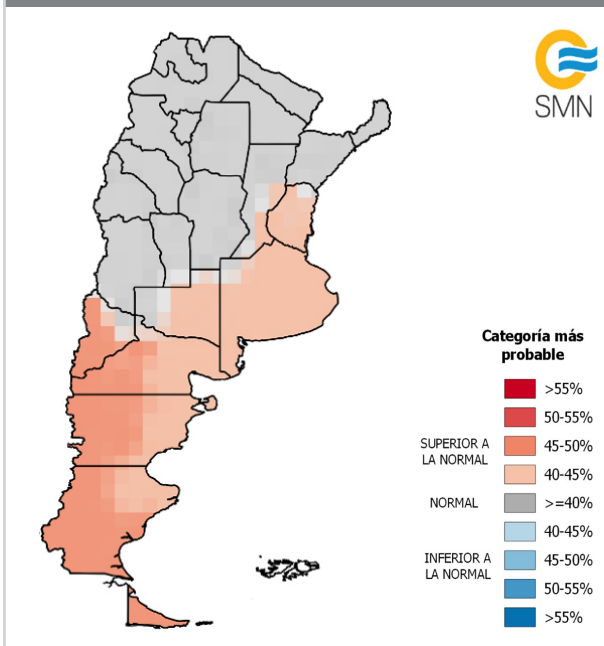 SMN
Categoría más
probable
>55%
50-55%
SUPERIOR A
LA NORMAL
45-50%
40-45%
NORMAL
>=40%
40-45%
INFERIOR A
LA NORMAL
45-50%
50-55%
>55%